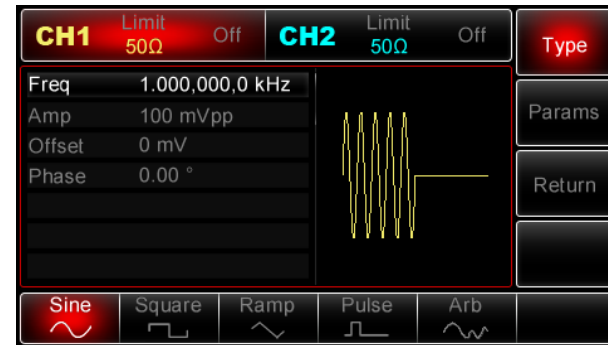 CH1 Limit 50Ω Off CH2 Limit 50Ω Off
Type
Freq 1.000,000,0 kHz
Amp 100 mVpp
Offset 0 mV
Phase 0.00 °
Params
Return
Sine Square Ramp Pulse Arb